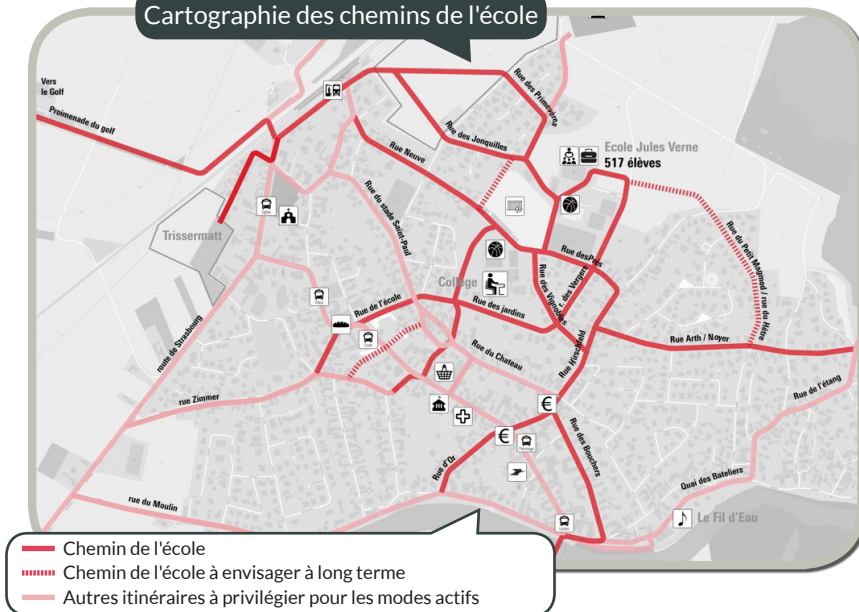 Cartographie des chemins de l'école
Vers
le Golf
Promenade du golf
Rue des Primevères
Rue des Jonquilles
Rue Neuve
Ecole Jules Verne
517 élèves
Rue du stade Saint-Paul
Trissermatt
Rue des Prés
Rue du Petit Magmod / rue du Hêtre
Collège
Rue des Vignobles
r. des Vergers
Rue de l'école
Rue des jardins
route de Strasbourg
Rue Hirschfeld
Rue Arth / Noyer
Rue du Chateau
Rue de l'étang
rue Zimmer
€
€
Rue d'Or
Rue des Bouchers
Quai des Bateliers
rue du Moulin
Le Fil d'Eau
Chemin de l'école
Chemin de l'école à envisager à long terme
Autres itinéraires à privilégier pour les modes actifs